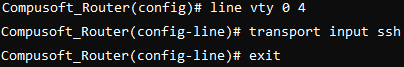 Compusoft_Router(config)# line vty 0 4
Compusoft_Router(config-line)# transport input ssh
Compusoft_Router(config-line)# exit